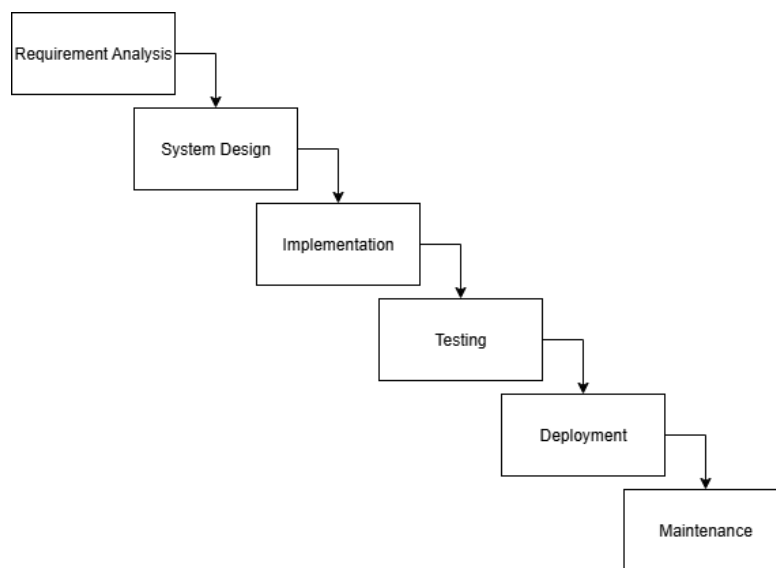 Requirement Analysis
System Design
Implementation
Testing
Deployment
Maintenance